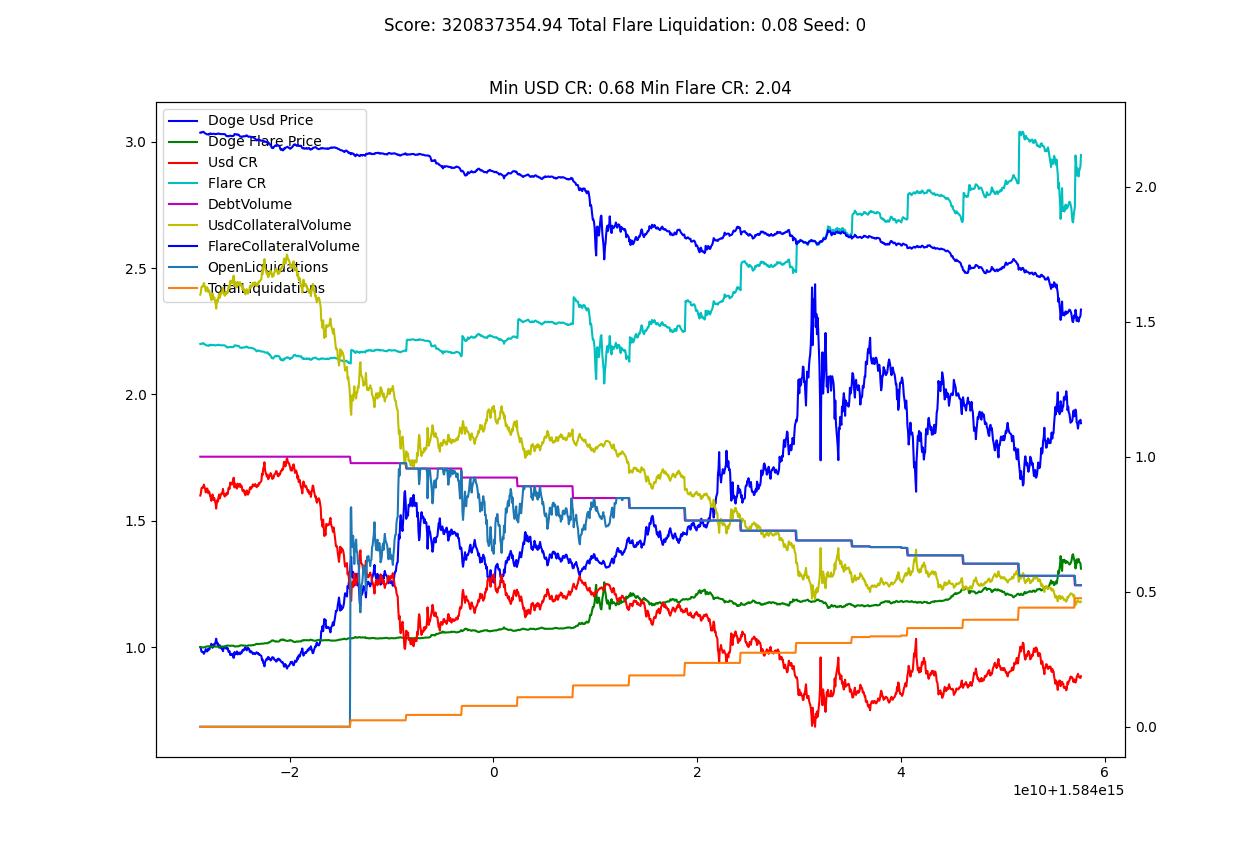 Score: 320837354.94 Total Flare Liquidation: 0.08 Seed: 0
Min USD CR: 0.68 Min Flare CR: 2.04
Doge Usd Price
Doge Flare Price
Usd CR
Flare CR
DebtVolume
UsdCollateralVolume
FlareCollateralVolume
OpenLiquidations
TotalLiquidations
3.0
2.5
2.0
1.5
1.0
2.0
1.5
1.0
0.5
0.0
−2
0
2
4
6
1e10+1.584e15